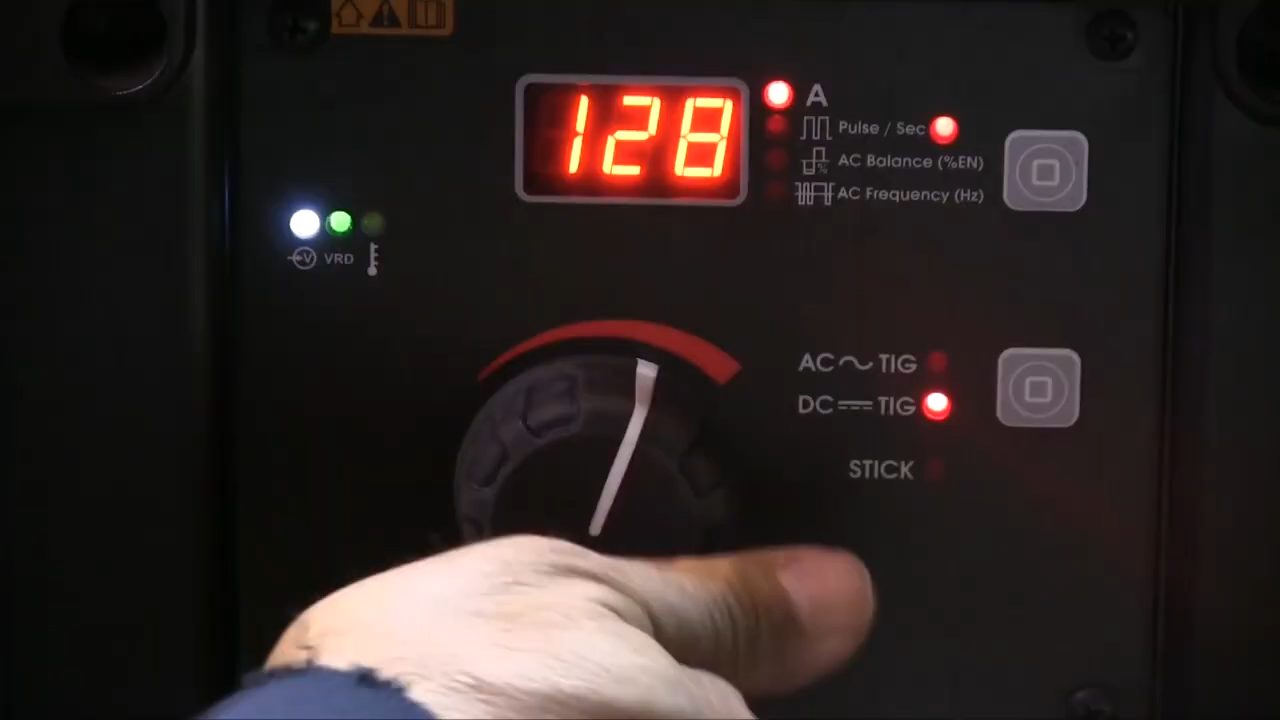 128
A
Pulse / Sec
AC Balance (%EN)
AC Frequency (Hz)
V VRD
AC TIG
DC TIG
STICK